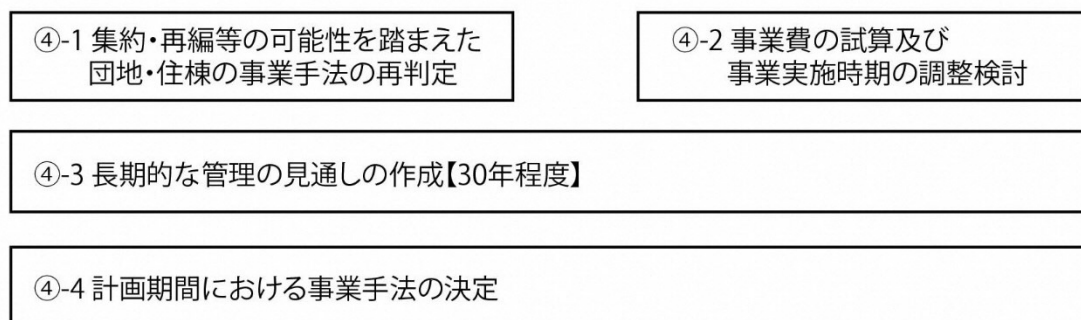 ④-1 集約・再編等の可能性を踏まえた
団地・住棟の事業手法の再判定
④-2 事業費の試算及び
事業実施時期の調整検討
④-3 長期的な管理の見通しの作成【30年程度】
④-4 計画期間における事業手法の決定